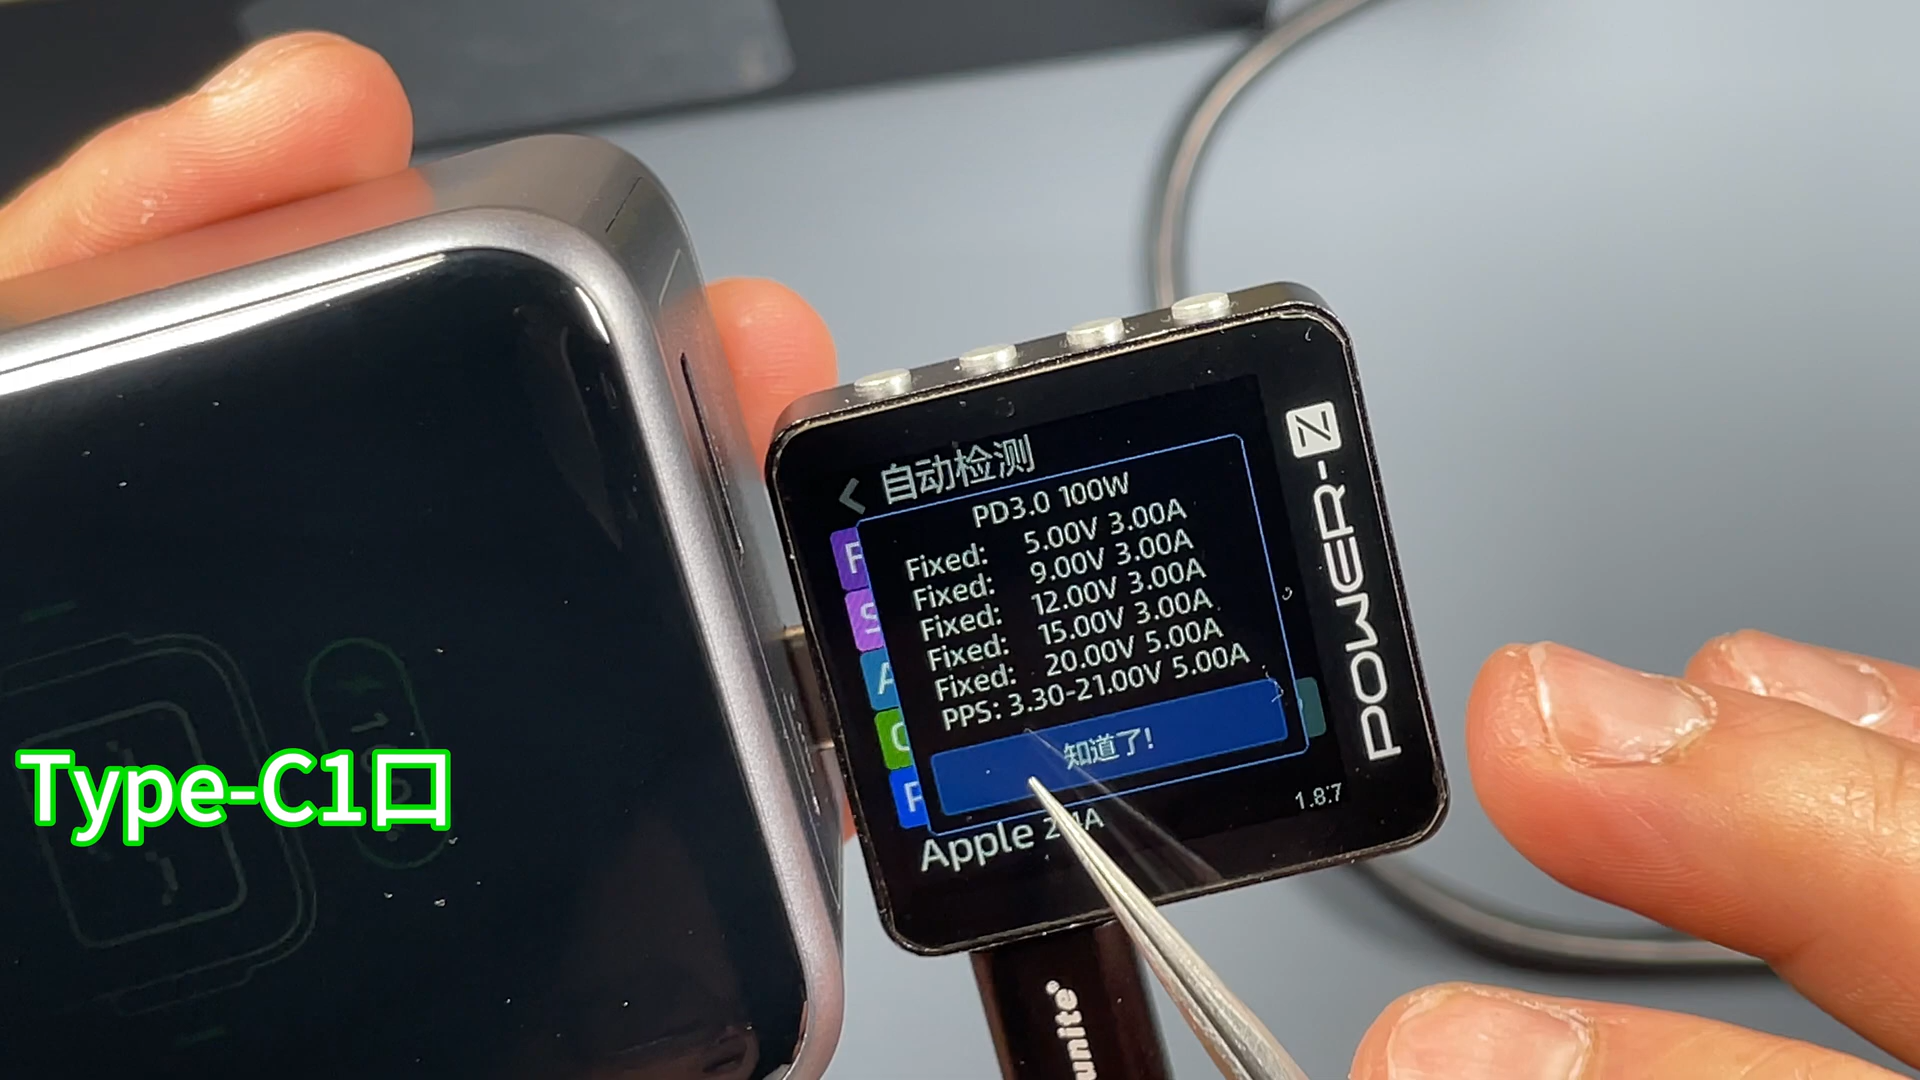 自动检测
PD3.0 100W
Fixed: 5.00V 3.00A
Fixed: 9.00V 3.00A
Fixed: 12.00V 3.00A
Fixed: 15.00V 3.00A
Fixed: 20.00V 5.00A
PPS: 3.30-21.00V 5.00A
知道了!
Apple
1.8.7
POWER-Z
Type-C1口
unite